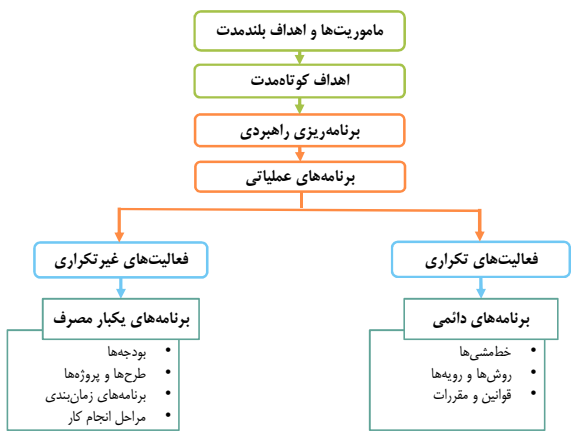 ماموریت‌ها و اهداف بلندمدت
اهداف کوتاه‌مدت
برنامه‌ریزی راهبردی
برنامه‌های عملیاتی
فعالیت‌های تکراری
فعالیت‌های غیرتکراری
برنامه‌های دائمی
• خط‌مشی‌ها
• روش‌ها و رویه‌ها
• قوانین و مقررات
برنامه‌های یکبار مصرف
• بودجه‌ها
• طرح‌ها و پروژه‌ها
• برنامه‌های زمان‌بندی
• مراحل انجام کار